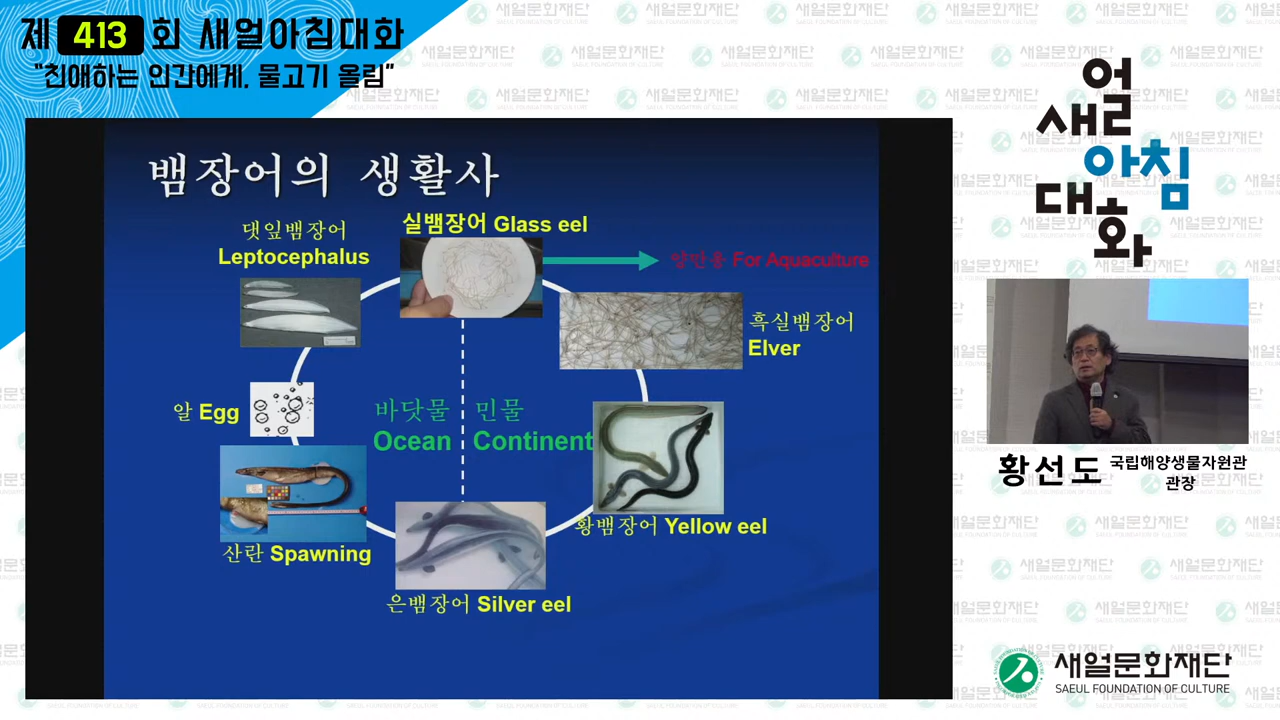 제 413 회 새얼아침대화
“친애하는 인간에게, 물고기 올림”
뱀장어의 생활사
댓잎뱀장어
Leptocephalus
실뱀장어 Glass eel
양만용 For Aquaculture
흑실뱀장어
Elver
알 Egg
바닷물
Ocean
민물
Continent
황뱀장어 Yellow eel
산란 Spawning
은뱀장어 Silver eel
새얼
아침
대화
황선도 국립해양생물자원관
관장
새얼문화재단
SAEUL FOUNDATION OF CULTURE